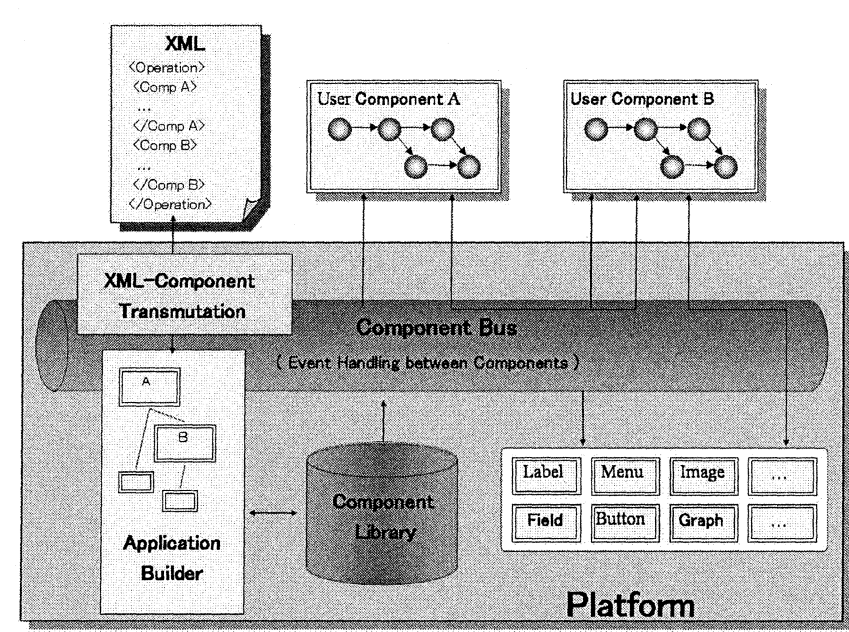 XML
<Operation>
<Comp A>
...
</Comp A>
<Comp B>
...
</Comp B>
</Operation>
User Component A
User Component B
XML-Component
Transmutation
Component Bus
( Event Handling between Components )
A
B
Application
Builder
Component
Library
Label
Menu
Image
...
Field
Button
Graph
...
Platform